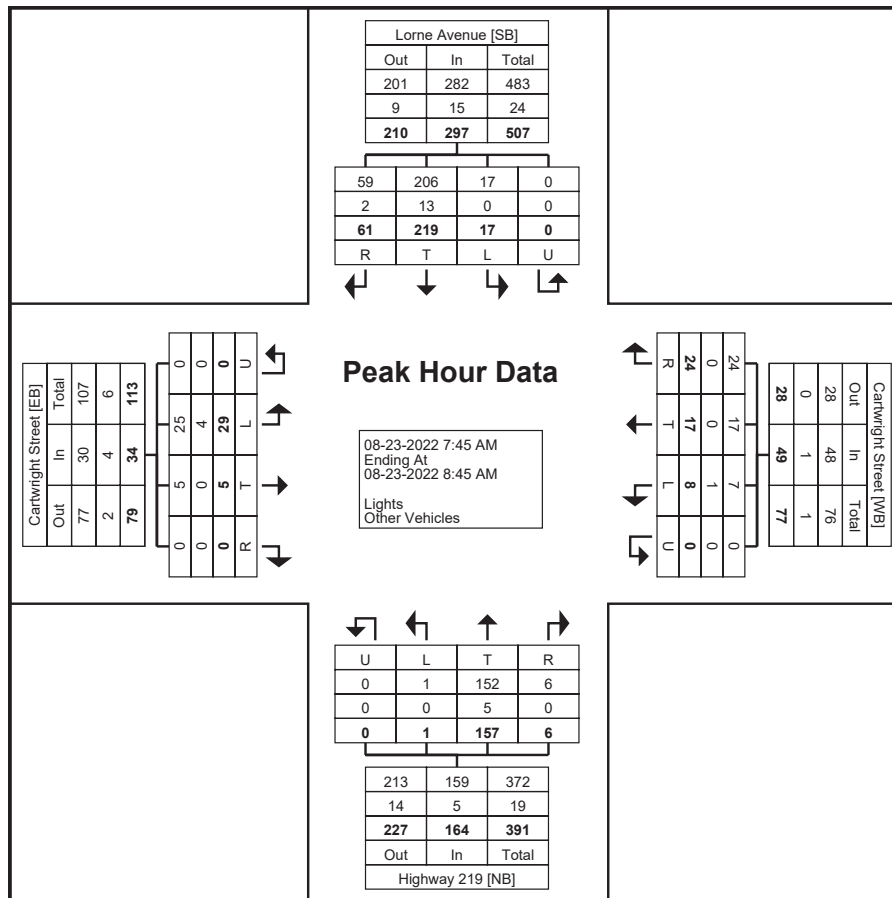 Lorne Avenue [SB]
Out In Total
201 282 483
9 15 24
210 297 507
59 206 17 0
2 13 0 0
61 219 17 0
R T L U
Cartwright Street [EB]
Total In Out
107 30 77
6 4 2
113 34 79
0 25 5 0
0 4 0 0
0 29 5 0
U L T R
Peak Hour Data
08-23-2022 7:45 AM
Ending At
08-23-2022 8:45 AM
Lights
Other Vehicles
R T L U
24 17 8 0
0 0 1 0
24 17 7 0
28 49 77
0 1 1
28 48 76
Out In Total
Cartwright Street [WB]
U L T R
0 1 152 6
0 0 5 0
0 1 157 6
213 159 372
14 5 19
227 164 391
Out In Total
Highway 219 [NB]